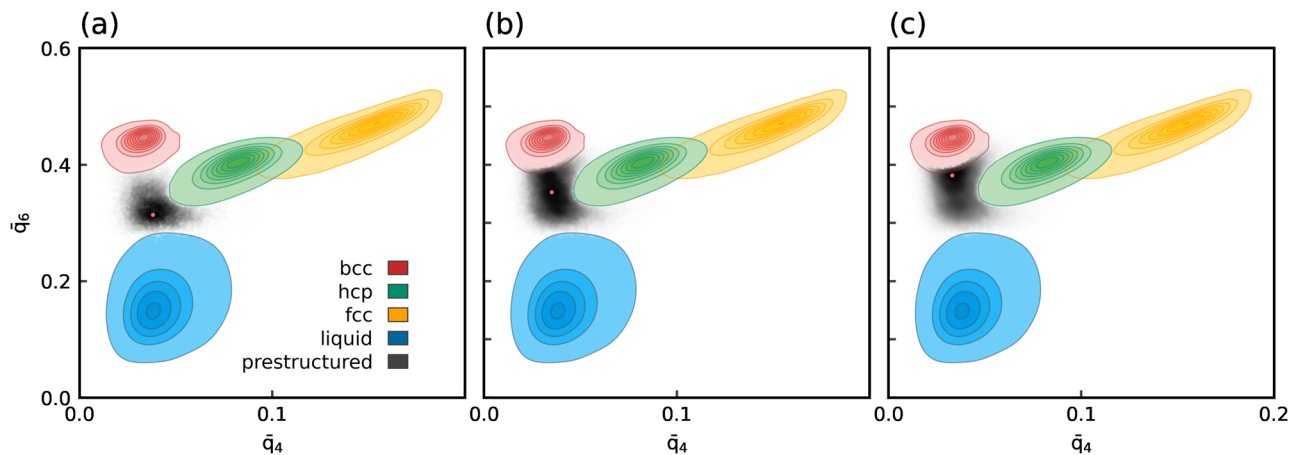 (a) (b) (c)
0.6
0.4
0.2
0.0
q̄₆
bcc
hcp
fcc
liquid
prestructured
0.0 0.1 0.0 0.1 0.0 0.1 0.2
q̄₄ q̄₄ q̄₄